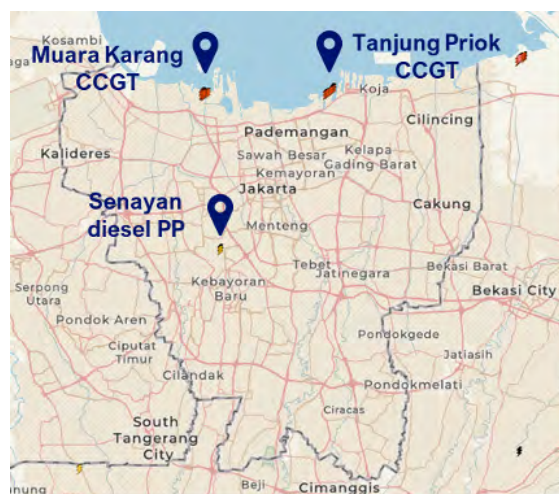 Kosambi
Muara Karang
CCGT
Tanjung Priok
CCGT
aga
Koja
Cilincing
Pademangan
Kalideres
Sawah Besar
Kelapa
Gading Barat
Kemayoran
Jakarta
Senayan
diesel PP
Cakung
Menteng
Tebet
Jatinegara
Bekasi Barat
Bekasi City
Serpong
Utara
Kebayoran
Baru
Pondok Aren
Pondokgede
Ciputat
Timur
Jatiasih
Cilandak
Pondokmelati
Ciracas
South
Tangerang
City
Beji
Cimanggis
nung